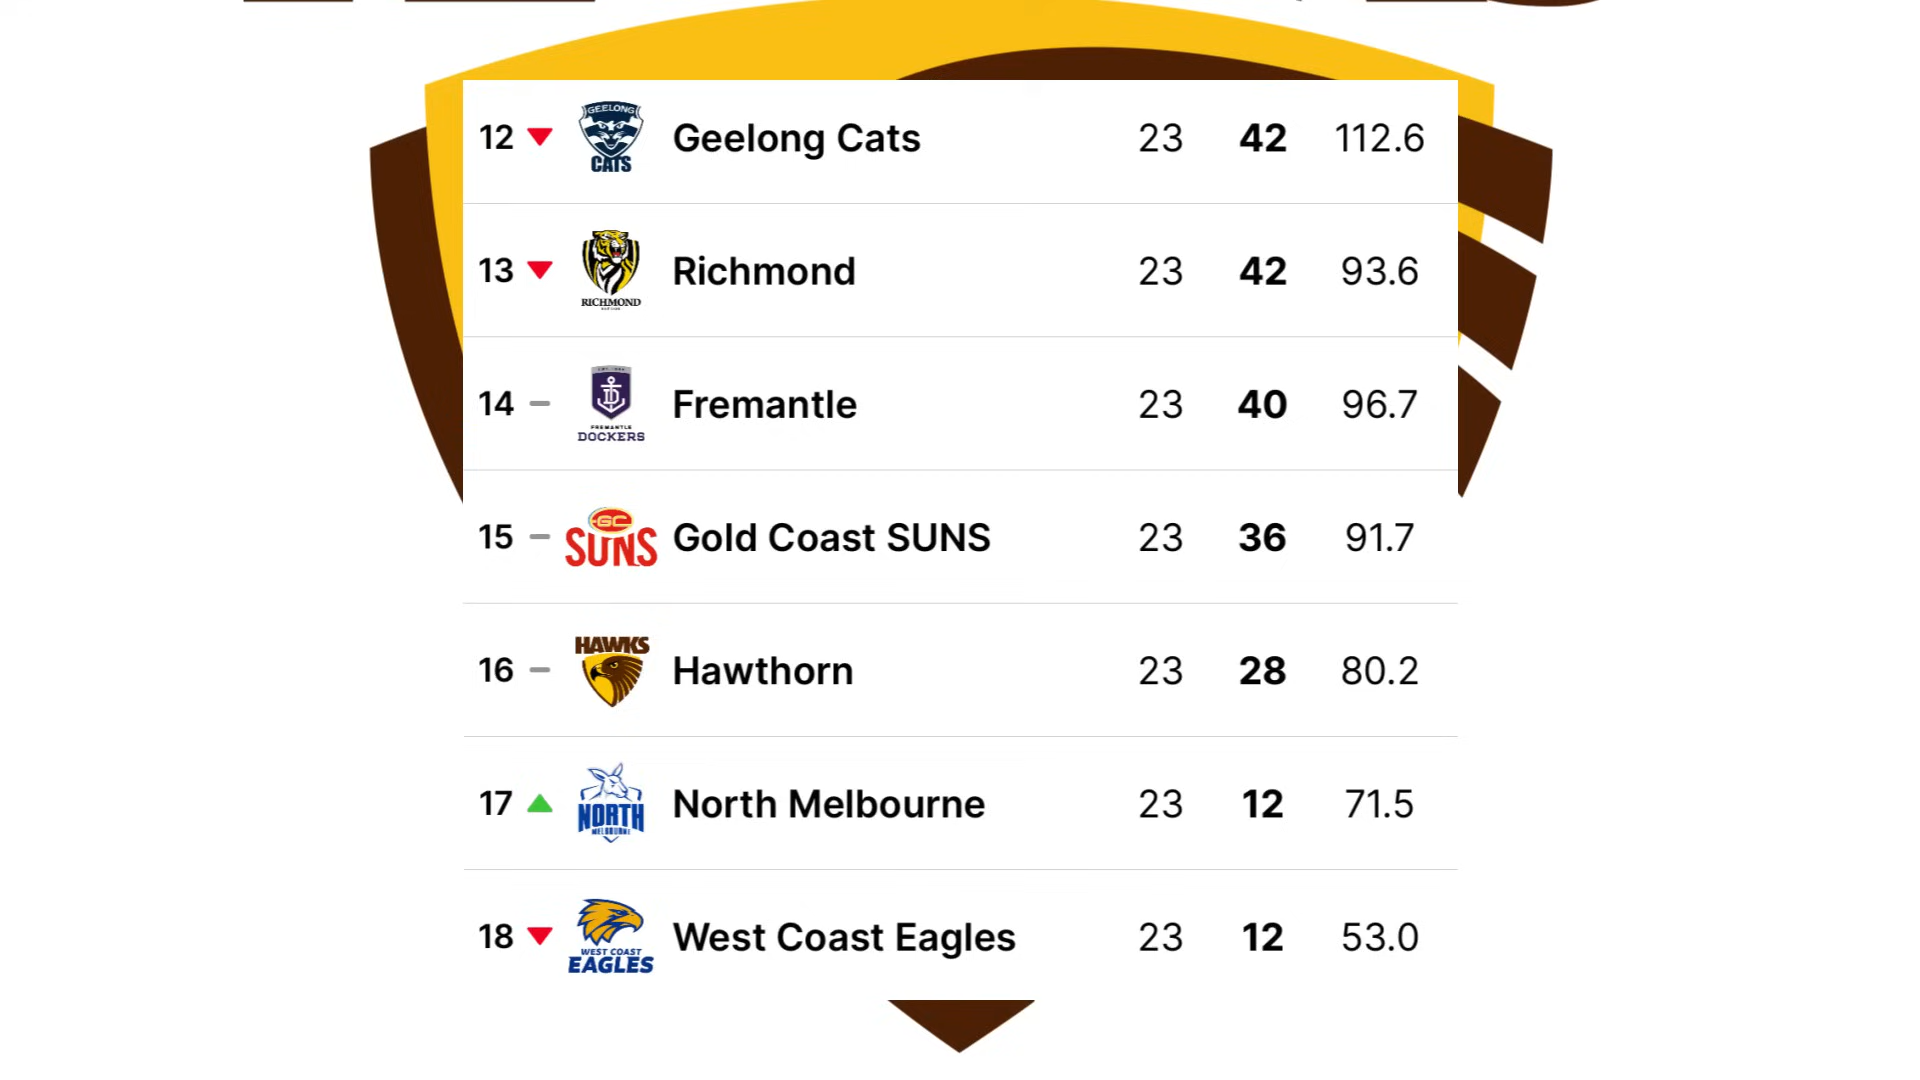 12 GEELONG CATS Geelong Cats 23 42 112.6
13 RICHMOND Richmond 23 42 93.6
14 FREMANTLE DOCKERS Fremantle 23 40 96.7
15 GC SUNS Gold Coast SUNS 23 36 91.7
16 HAWKS Hawthorn 23 28 80.2
17 NORTH MELBOURNE North Melbourne 23 12 71.5
18 WEST COAST EAGLES West Coast Eagles 23 12 53.0